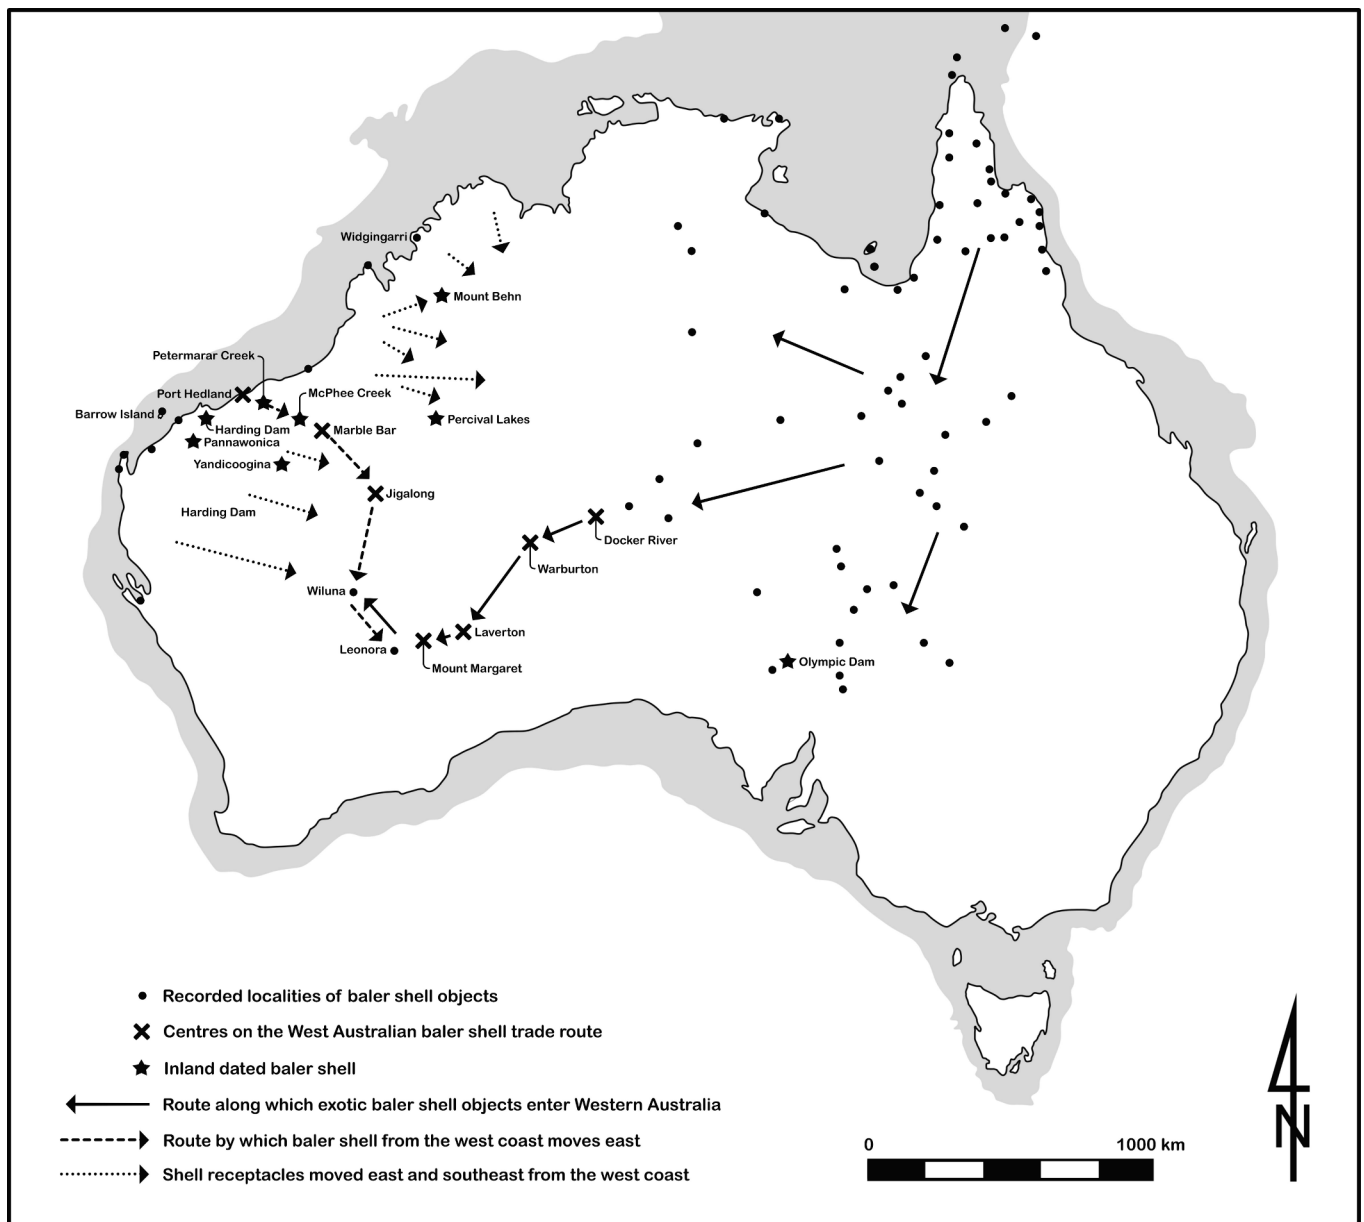 Widgingarri
Mount Behn
Petermarar Creek
Port Hedland
McPhee Creek
Barrow Island
Harding Dam
Marble Bar
Percival Lakes
Pannawonica
Yandicoogina
Jigalong
Harding Dam
Docker River
Warburton
Wiluna
Laverton
Leonora
Mount Margaret
Olympic Dam
Recorded localities of baler shell objects
Centres on the West Australian baler shell trade route
Inland dated baler shell
Route along which exotic baler shell objects enter Western Australia
Route by which baler shell from the west coast moves east
Shell receptacles moved east and southeast from the west coast
0 1000 km
N